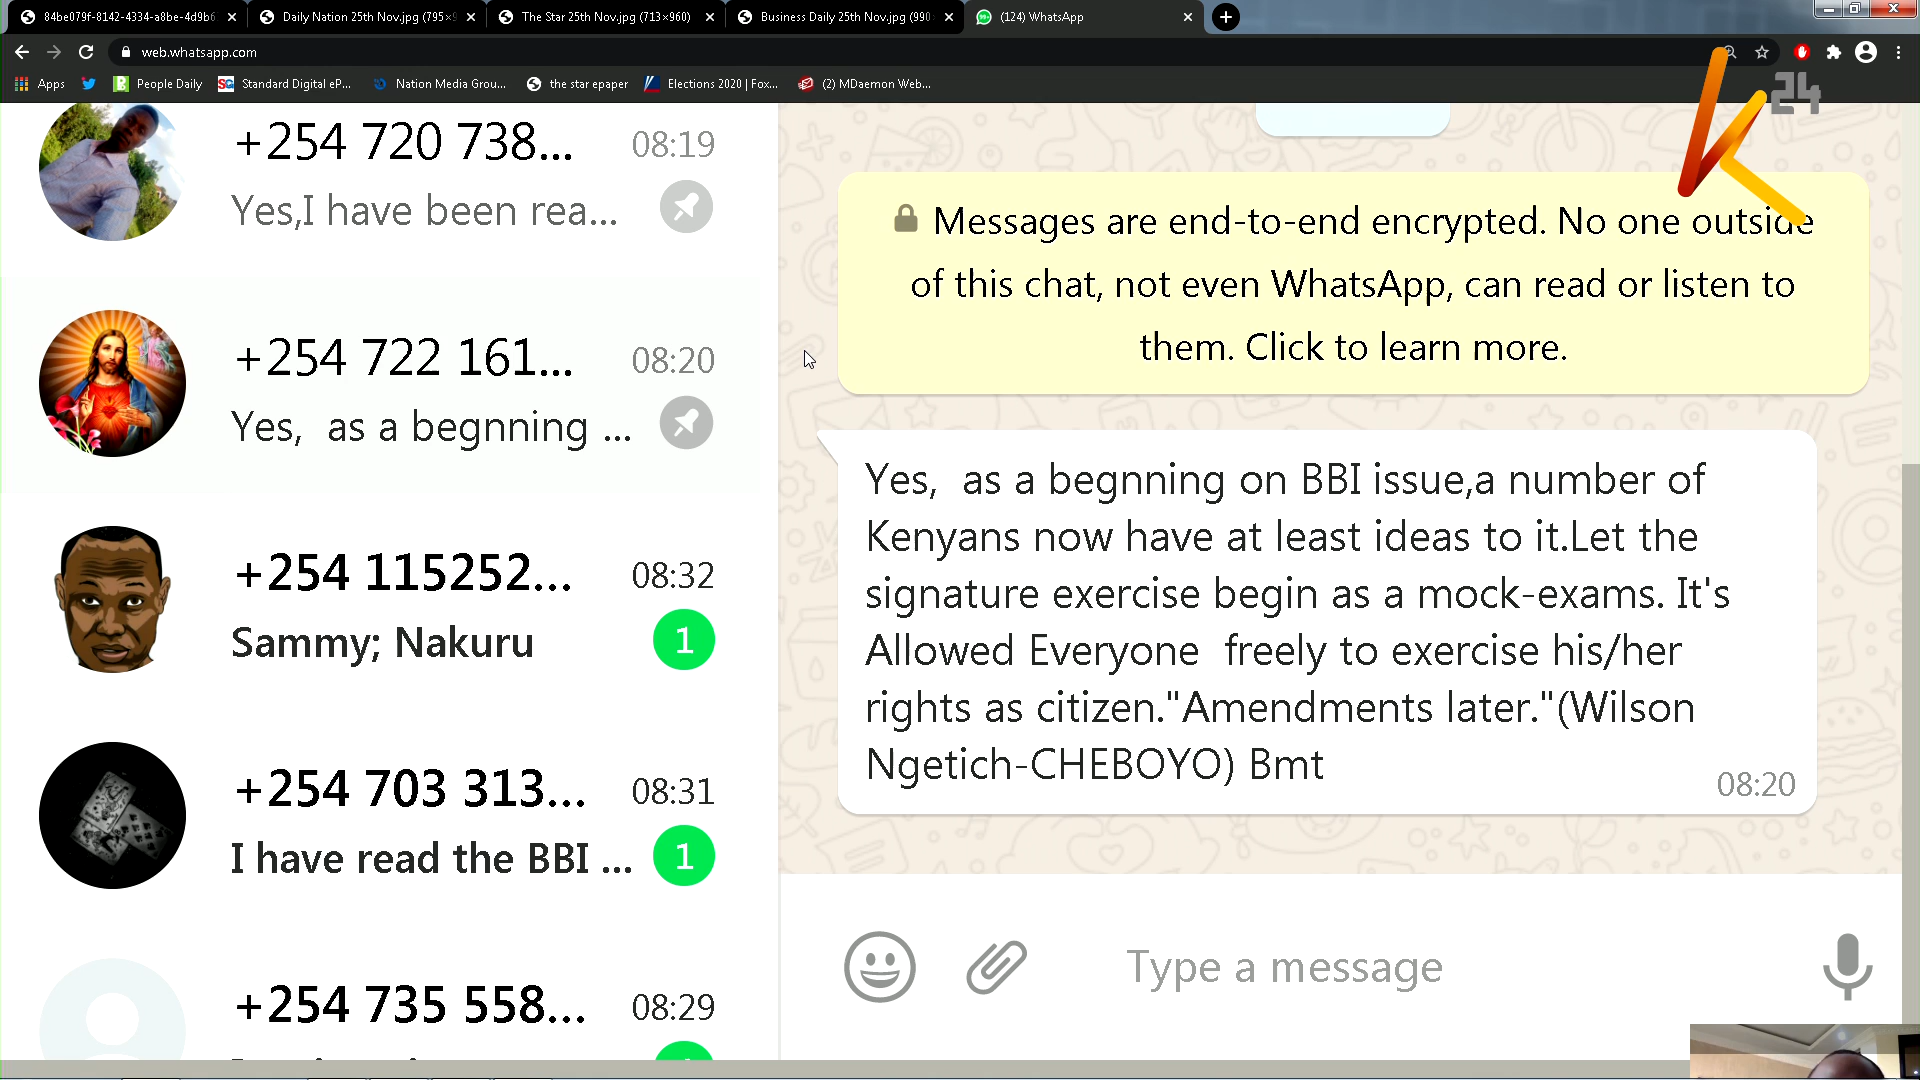 84be079f-8142-4334-a8be-4d9b6
Daily Nation 25th Nov.jpg (795×9
The Star 25th Nov.jpg (713×960)
Business Daily 25th Nov.jpg (990
(124) WhatsApp
web.whatsapp.com
Apps
People Daily
Standard Digital eP...
Nation Media Grou...
the star epaper
Elections 2020 | Fox...
(2) MDaemon Web...
K24
+254 720 738...
08:19
Yes,I have been rea...
+254 722 161...
08:20
Yes,  as a begnning ...
+254 115252...
08:32
Sammy; Nakuru
1
+254 703 313...
08:31
I have read the BBI ...
1
+254 735 558...
08:29
Messages are end-to-end encrypted. No one outside
of this chat, not even WhatsApp, can read or listen to
them. Click to learn more.
Yes,  as a begnning on BBI issue,a number of
Kenyans now have at least ideas to it.Let the
signature exercise begin as a mock-exams. It's
Allowed Everyone  freely to exercise his/her
rights as citizen."Amendments later."(Wilson
Ngetich-CHEBOYO) Bmt
08:20
Type a message